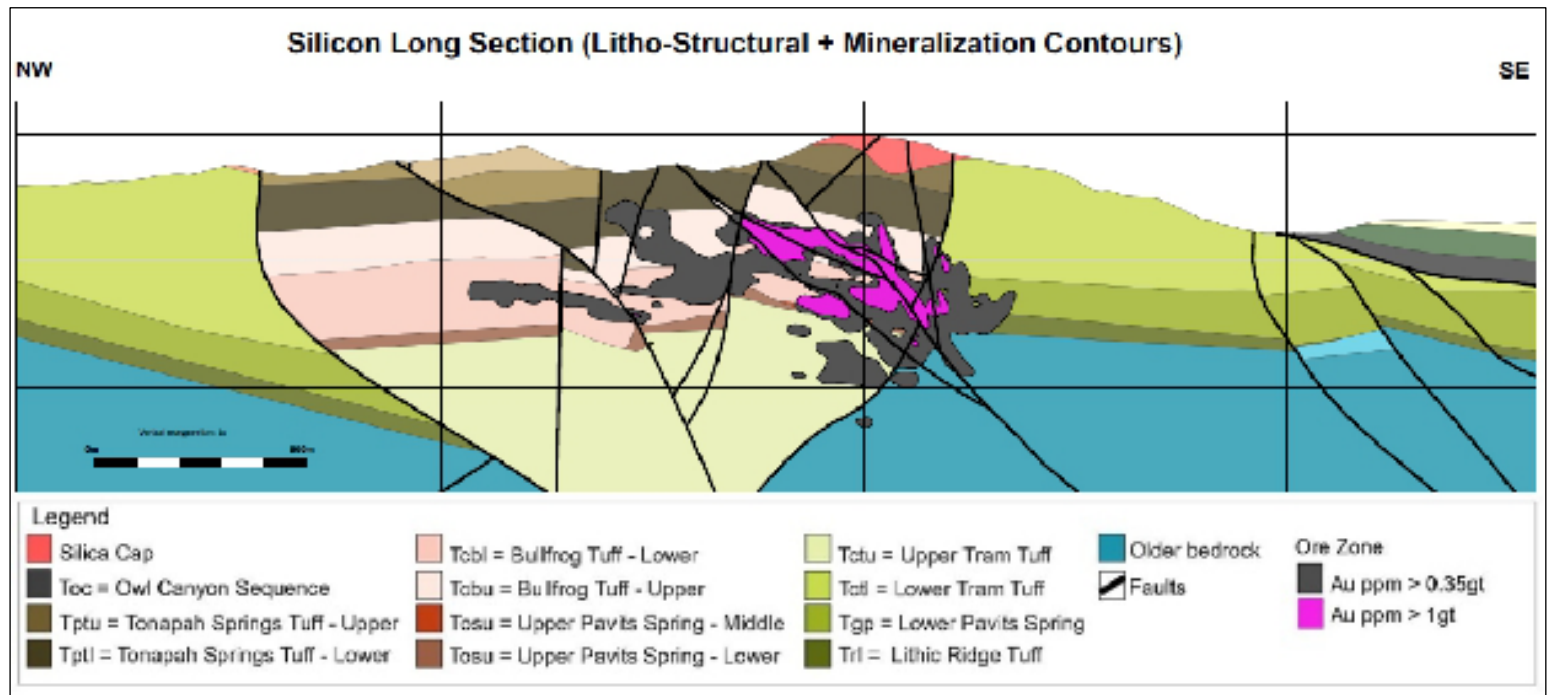 Silicon Long Section (Litho-Structural + Mineralization Contours)
NW
SE
0m
Legend
Silica Cap
Toc = Owl Canyon Sequence
Tptu = Tonapah Springs Tuff - Upper
Tptl = Tonapah Springs Tuff - Lower
Tcbl = Bullfrog Tuff - Lower
Tcbu = Bullfrog Tuff - Upper
Tosu = Upper Pavits Spring - Middle
Tosu = Upper Pavits Spring - Lower
Tctu = Upper Tram Tuff
Tctl = Lower Tram Tuff
Tgp = Lower Pavits Spring
Trl = Lithic Ridge Tuff
Older bedrock
Faults
Ore Zone
Au ppm > 0.35gt
Au ppm > 1gt